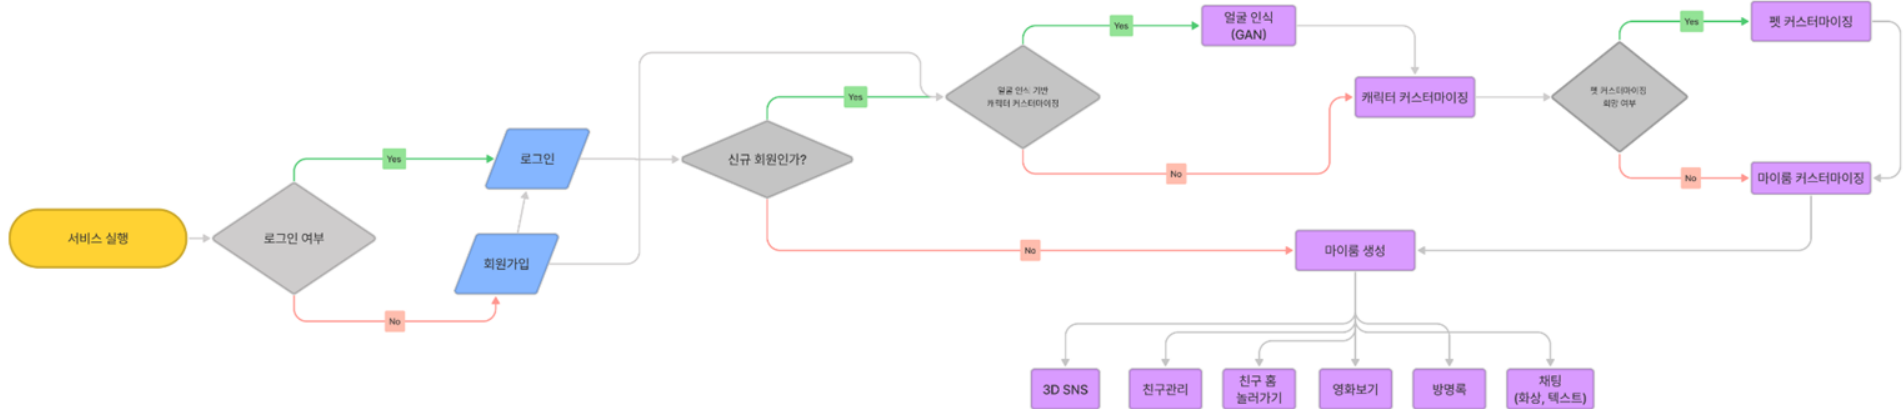 서비스 실행
로그인 여부
Yes
No
로그인
회원가입
신규 회원인가?
Yes
No
얼굴 인식 기반
캐릭터 커스터마이징
Yes
No
얼굴 인식
(GAN)
캐릭터 커스터마이징
펫 커스터마이징
희망 여부
Yes
No
펫 커스터마이징
마이룸 커스터마이징
마이룸 생성
3D SNS
친구관리
친구 홈
놀러가기
영화보기
방명록
채팅
(화상, 텍스트)